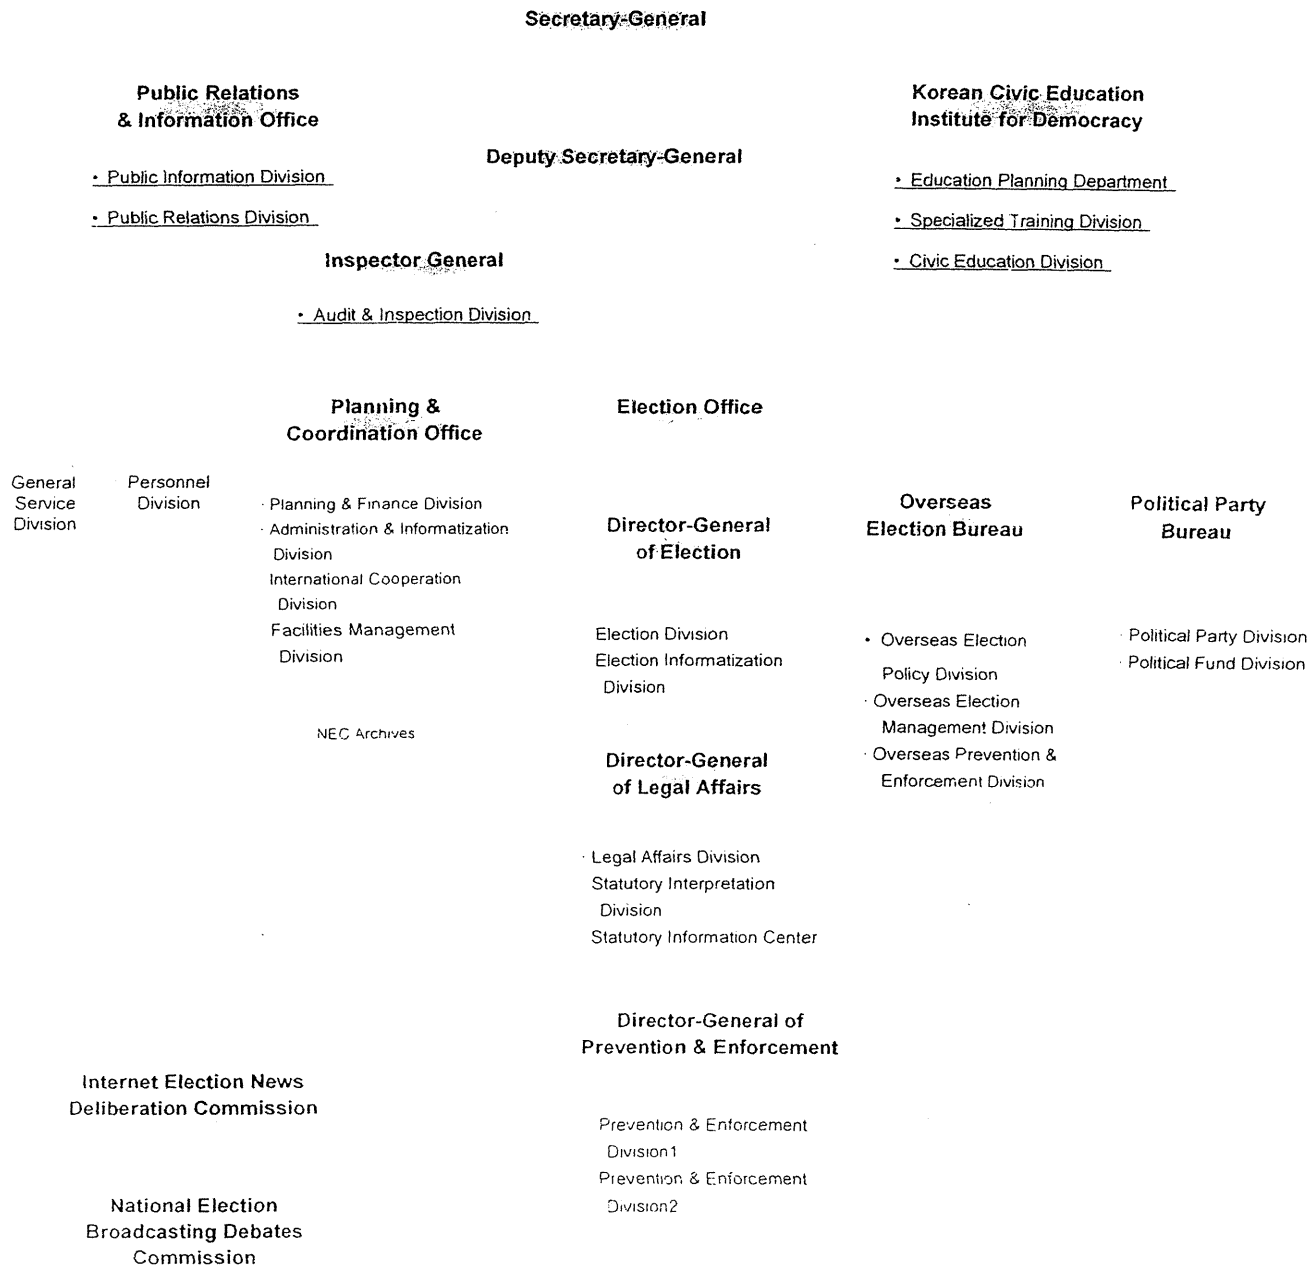 Secretary-General
Public Relations
& Information Office
• Public Information Division
• Public Relations Division
Korean Civic Education
Institute for Democracy
• Education Planning Department
• Specialized Training Division
• Civic Education Division
Deputy Secretary-General
Inspector General
• Audit & Inspection Division
Planning &
Coordination Office
Election Office
General
Service
Division
Personnel
Division
· Planning & Finance Division
· Administration & Informatization
Division
International Cooperation
Division
Facilities Management
Division
NEC Archives
Director-General
of Election
Election Division
Election Informatization
Division
Director-General
of Legal Affairs
· Legal Affairs Division
Statutory Interpretation
Division
Statutory Information Center
Director-General of
Prevention & Enforcement
Prevention & Enforcement
Division1
Prevention & Enforcement
Division2
Overseas
Election Bureau
• Overseas Election
Policy Division
· Overseas Election
Management Division
· Overseas Prevention &
Enforcement Division
Political Party
Bureau
· Political Party Division
· Political Fund Division
Internet Election News
Deliberation Commission
National Election
Broadcasting Debates
Commission